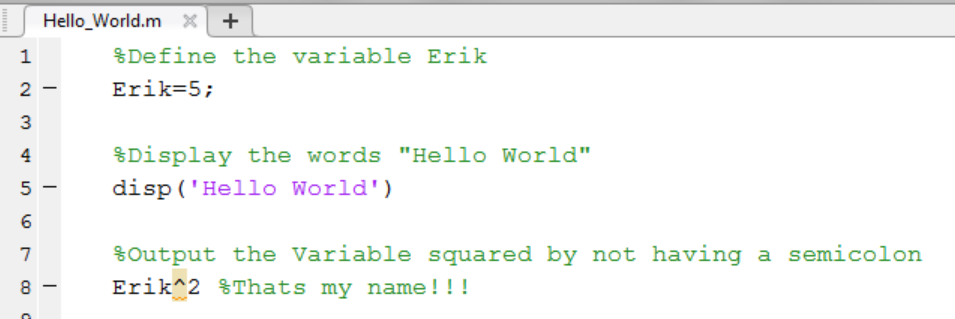 Hello_World.m × +
1 %Define the variable Erik
2 – Erik=5;
3
4 %Display the words "Hello World"
5 – disp('Hello World')
6
7 %Output the Variable squared by not having a semicolon
8 – Erik^2 %Thats my name!!!